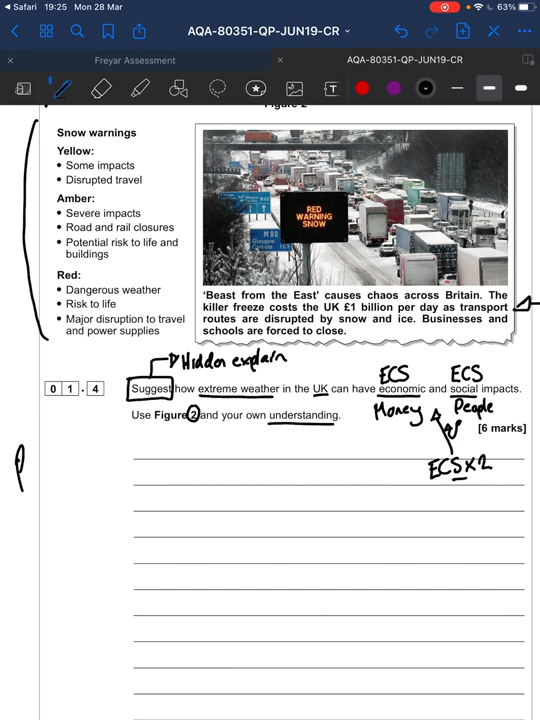 Safari 19:25 Mon 28 Mar 63%
AQA-80351-QP-JUN19-CR
Freyar Assessment AQA-80351-QP-JUN19-CR
Figure 2
Snow warnings
Yellow:
• Some impacts
• Disrupted travel
Amber:
• Severe impacts
• Road and rail closures
• Potential risk to life and
buildings
Red:
• Dangerous weather
• Risk to life
• Major disruption to travel
and power supplies
RED
WARNING
SNOW
M80
Glasgow
Carlisle
'Beast from the East' causes chaos across Britain. The
killer freeze costs the UK £1 billion per day as transport
routes are disrupted by snow and ice. Businesses and
schools are forced to close.
Hidden explain
ECS ECS
01.4 Suggest how extreme weather in the UK can have economic and social impacts.
Money People
Use Figure 2 and your own understanding.
[6 marks]
ECS x2